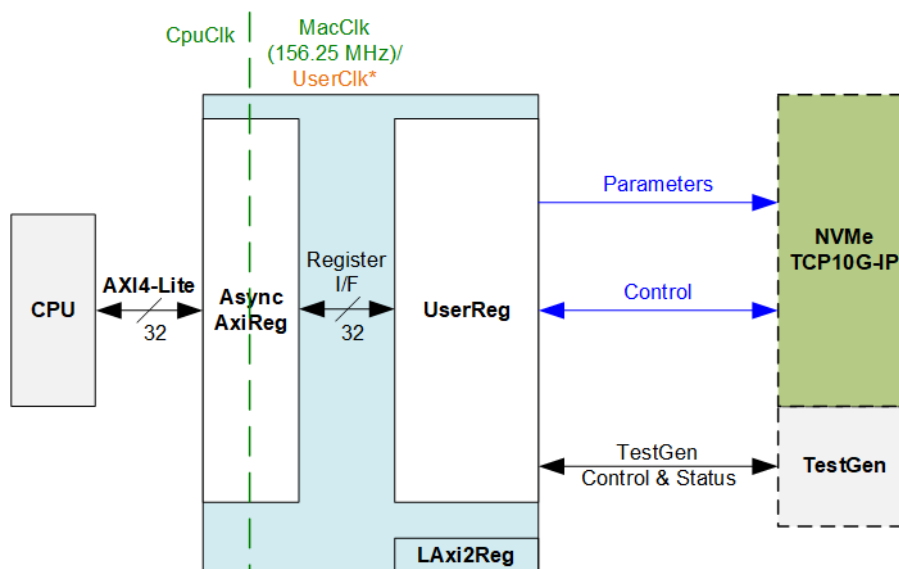 CpuClk
MacClk
(156.25 MHz)/
UserClk*
Parameters
NVMe
TCP10G-IP
CPU
AXI4-Lite
32
Async
AxiReg
Register
I/F
32
UserReg
Control
TestGen
Control & Status
TestGen
LAxi2Reg